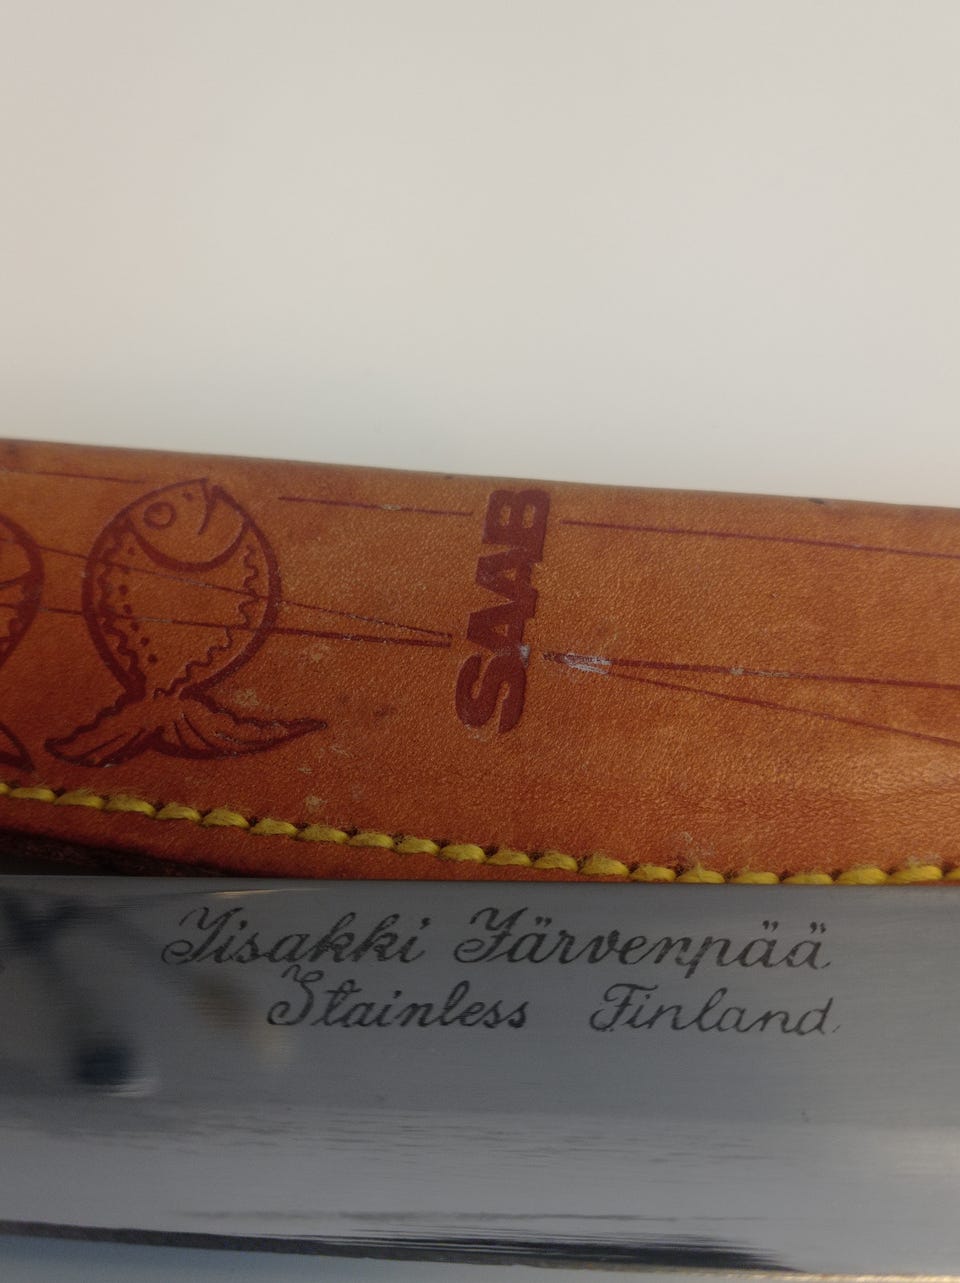 SAAB
Iisakki Järvenpää
Stainless Finland